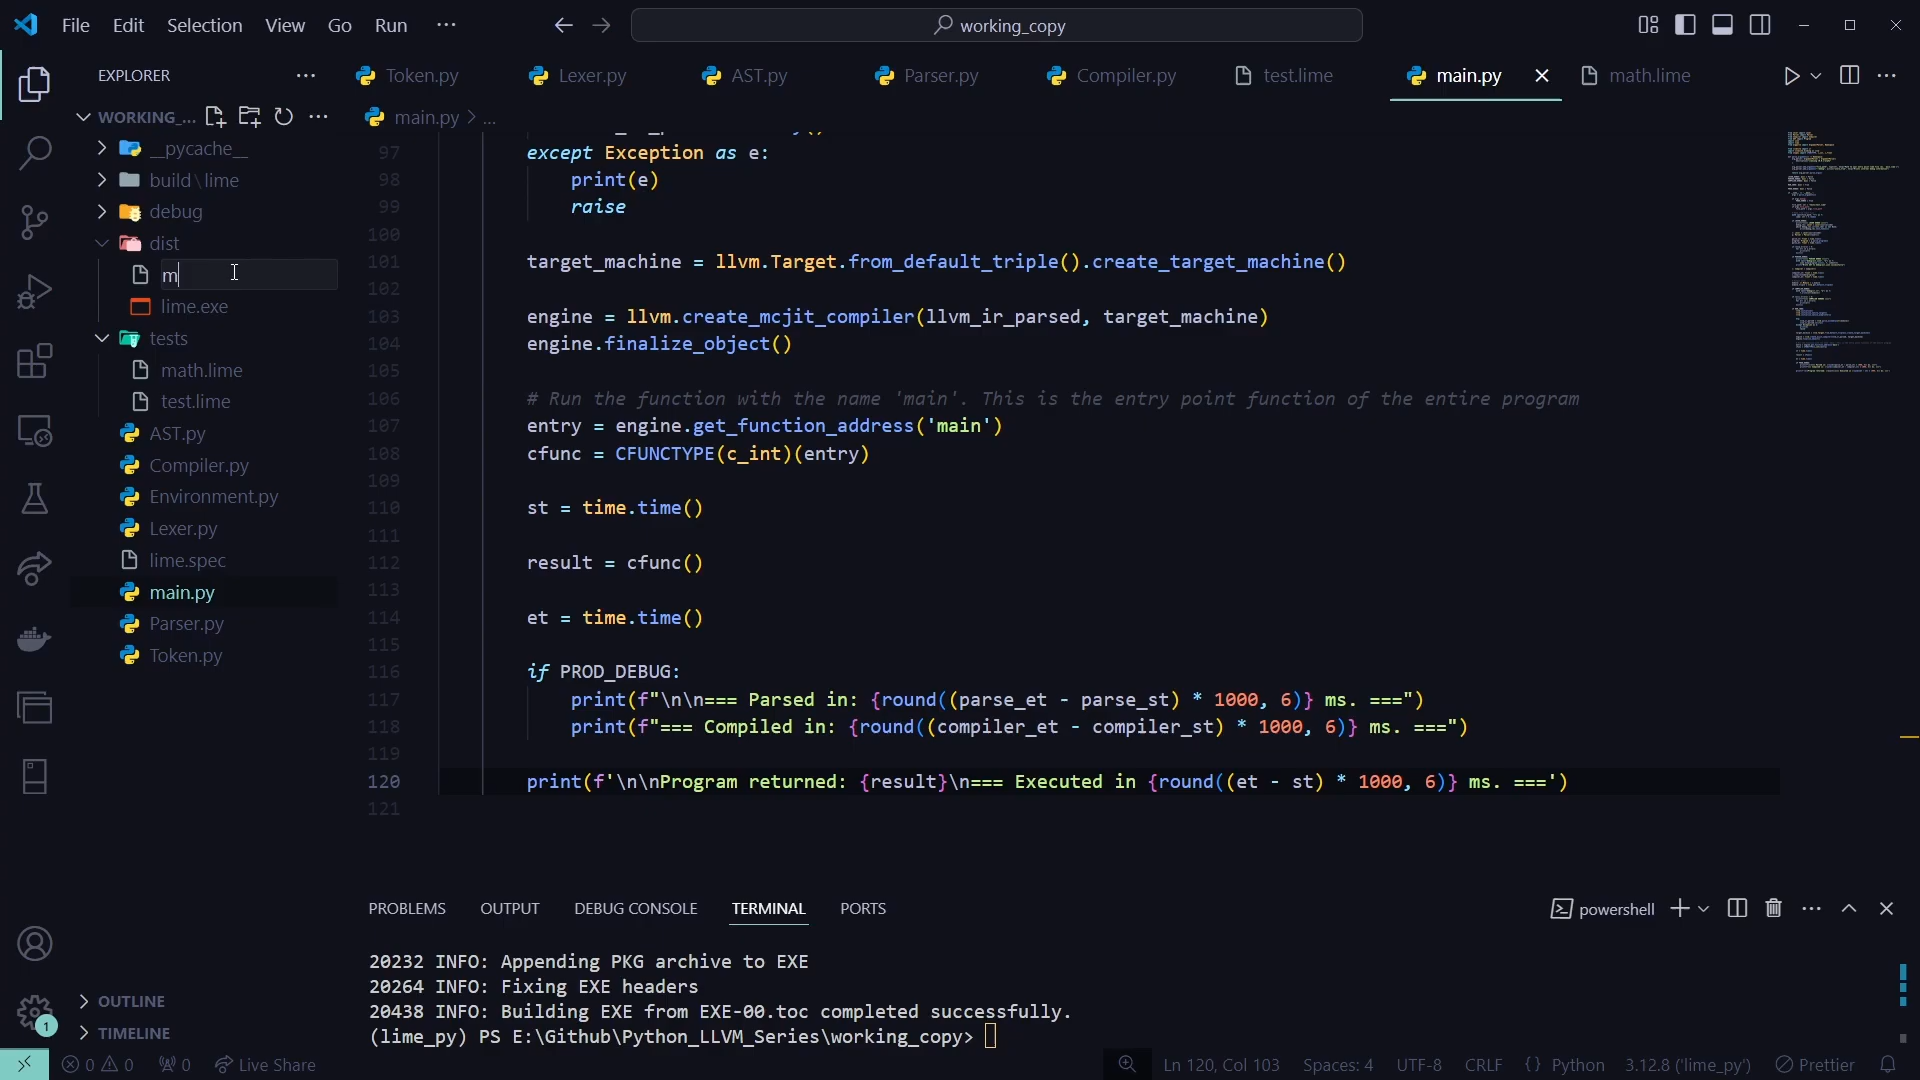 File Edit Selection View Go Run ···
working_copy
EXPLORER ···
Token.py Lexer.py AST.py Parser.py Compiler.py test.lime main.py math.lime
WORKING_...
main.py > ...
__pycache__
build\lime
debug
dist
m
lime.exe
tests
math.lime
test.lime
AST.py
Compiler.py
Environment.py
Lexer.py
lime.spec
main.py
Parser.py
Token.py
OUTLINE
TIMELINE
97 except Exception as e:
98 print(e)
99 raise
100
101 target_machine = llvm.Target.from_default_triple().create_target_machine()
102
103 engine = llvm.create_mcjit_compiler(llvm_ir_parsed, target_machine)
104 engine.finalize_object()
105
106 # Run the function with the name 'main'. This is the entry point function of the entire program
107 entry = engine.get_function_address('main')
108 cfunc = CFUNCTYPE(c_int)(entry)
109
110 st = time.time()
111
112 result = cfunc()
113
114 et = time.time()
115
116 if PROD_DEBUG:
117 print(f"\n\n=== Parsed in: {round((parse_et - parse_st) * 1000, 6)} ms. ===")
118 print(f"=== Compiled in: {round((compiler_et - compiler_st) * 1000, 6)} ms. ===")
119
120 print(f'\n\nProgram returned: {result}\n=== Executed in {round((et - st) * 1000, 6)} ms. ===')
121
PROBLEMS OUTPUT DEBUG CONSOLE TERMINAL PORTS
powershell
20232 INFO: Appending PKG archive to EXE
20264 INFO: Fixing EXE headers
20438 INFO: Building EXE from EXE-00.toc completed successfully.
(lime_py) PS E:\Github\Python_LLVM_Series\working_copy>
1
0 0 0 Live Share
Ln 120, Col 103 Spaces: 4 UTF-8 CRLF {} Python 3.12.8 ('lime_py') Prettier